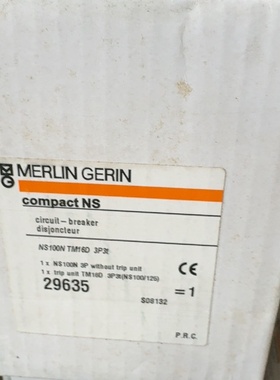 MG MERLIN GERIN
compact NS
circuit-breaker
disjoncteur
NS100N TM16D 3P3t
1 x NS100N 3P without trip unit
1 x trip unit TM16D 3P3t(NS100/125)
CE
29635 =1
S08132
P.R.C.